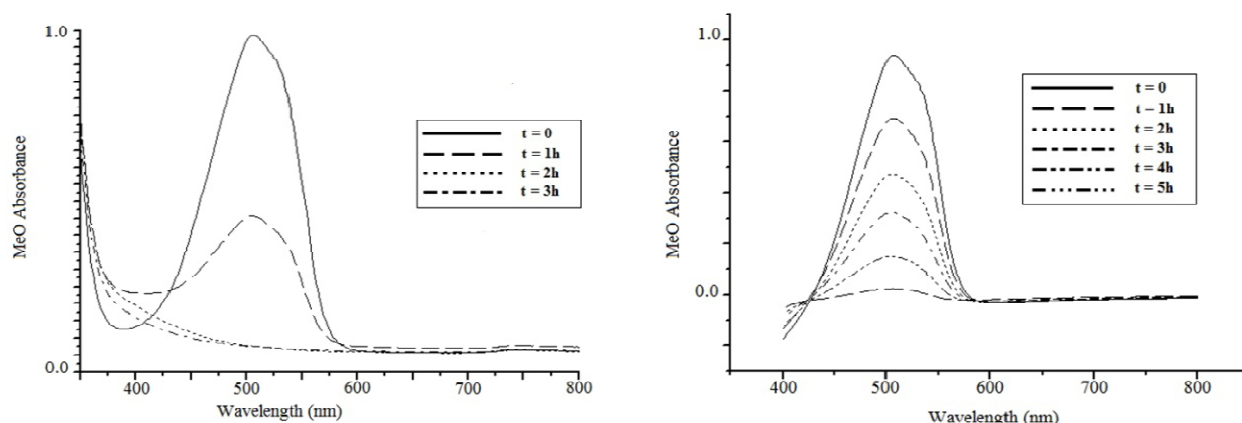 1.0
MeO Absorbance
t = 0
t = 1h
t = 2h
t = 3h
0.0
400
500
600
700
800
Wavelength (nm)
1.0
MeO Absorbance
t = 0
t – 1h
t = 2h
t = 3h
t = 4h
t = 5h
0.0
400
500
600
700
800
Wavelength (nm)